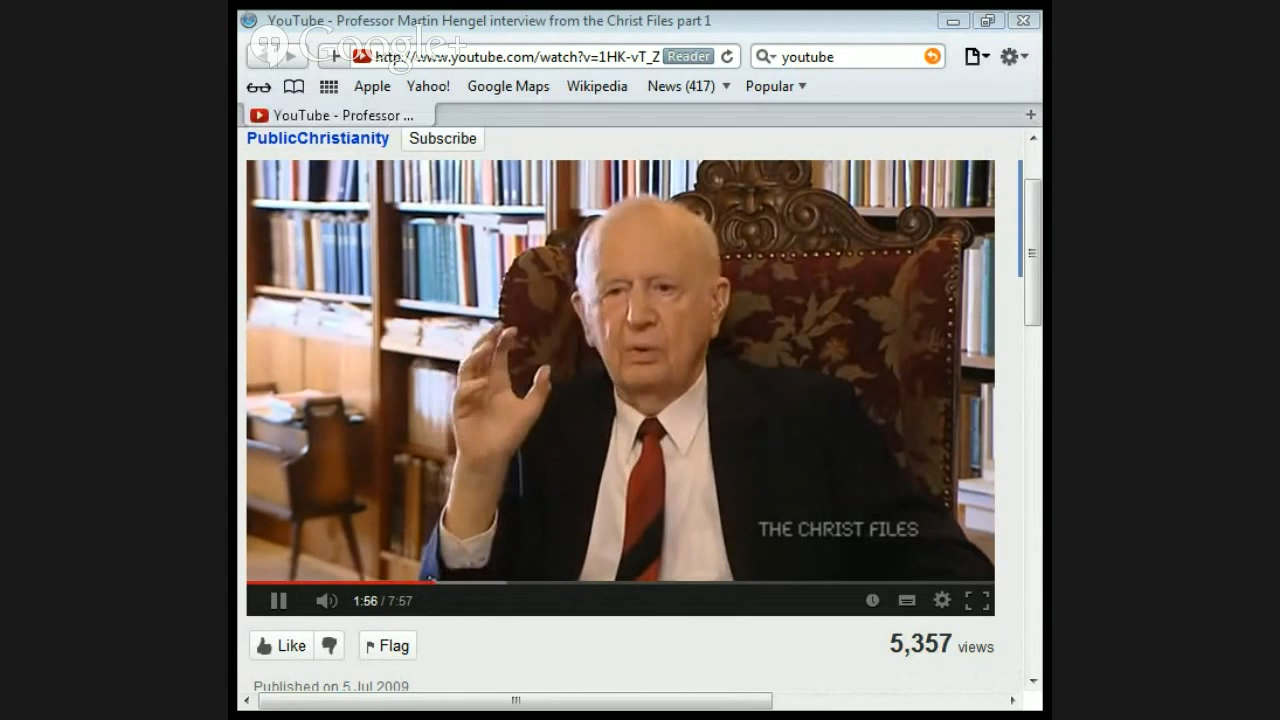 YouTube - Professor Martin Hengel interview from the Christ Files part 1
Google+
http://www.youtube.com/watch?v=1HK-vT_Z Reader youtube
Apple Yahoo! Google Maps Wikipedia News (417) Popular
YouTube - Professor ...
PublicChristianity Subscribe
THE CHRIST FILES
1:56 / 7:57
Like Flag 5,357 views
Published on 5 Jul 2009